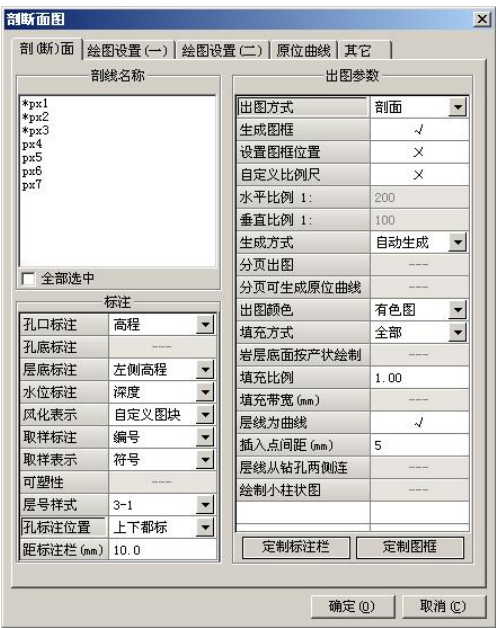 剖断面图
剖(断)面 绘图设置(一) 绘图设置(二) 原位曲线 其它
剖线名称
*px1
*px2
*px3
px4
px5
px6
px7
全部选中
标注
孔口标注 高程
孔底标注 ---
层底标注 左侧高程
水位标注 深度
风化表示 自定义图块
取样标注 编号
取样表示 符号
可塑性 ---
层号样式 3-1
孔标注位置 上下都标
距标注栏(mm) 10.0
出图参数
出图方式 剖面
生成图框 √
设置图框位置 ×
自定义比例尺 ×
水平比例 1: 200
垂直比例 1: 100
生成方式 自动生成
分页出图 ---
分页可生成原位曲线 ---
出图颜色 有色图
填充方式 全部
岩层底面按产状绘制 ---
填充比例 1.00
填充带宽(mm) ---
层线为曲线 √
插入点间距(mm) 5
层线从钻孔两侧连 ---
绘制小柱状图 ---
定制标注栏 定制图框
确定(O) 取消(C)